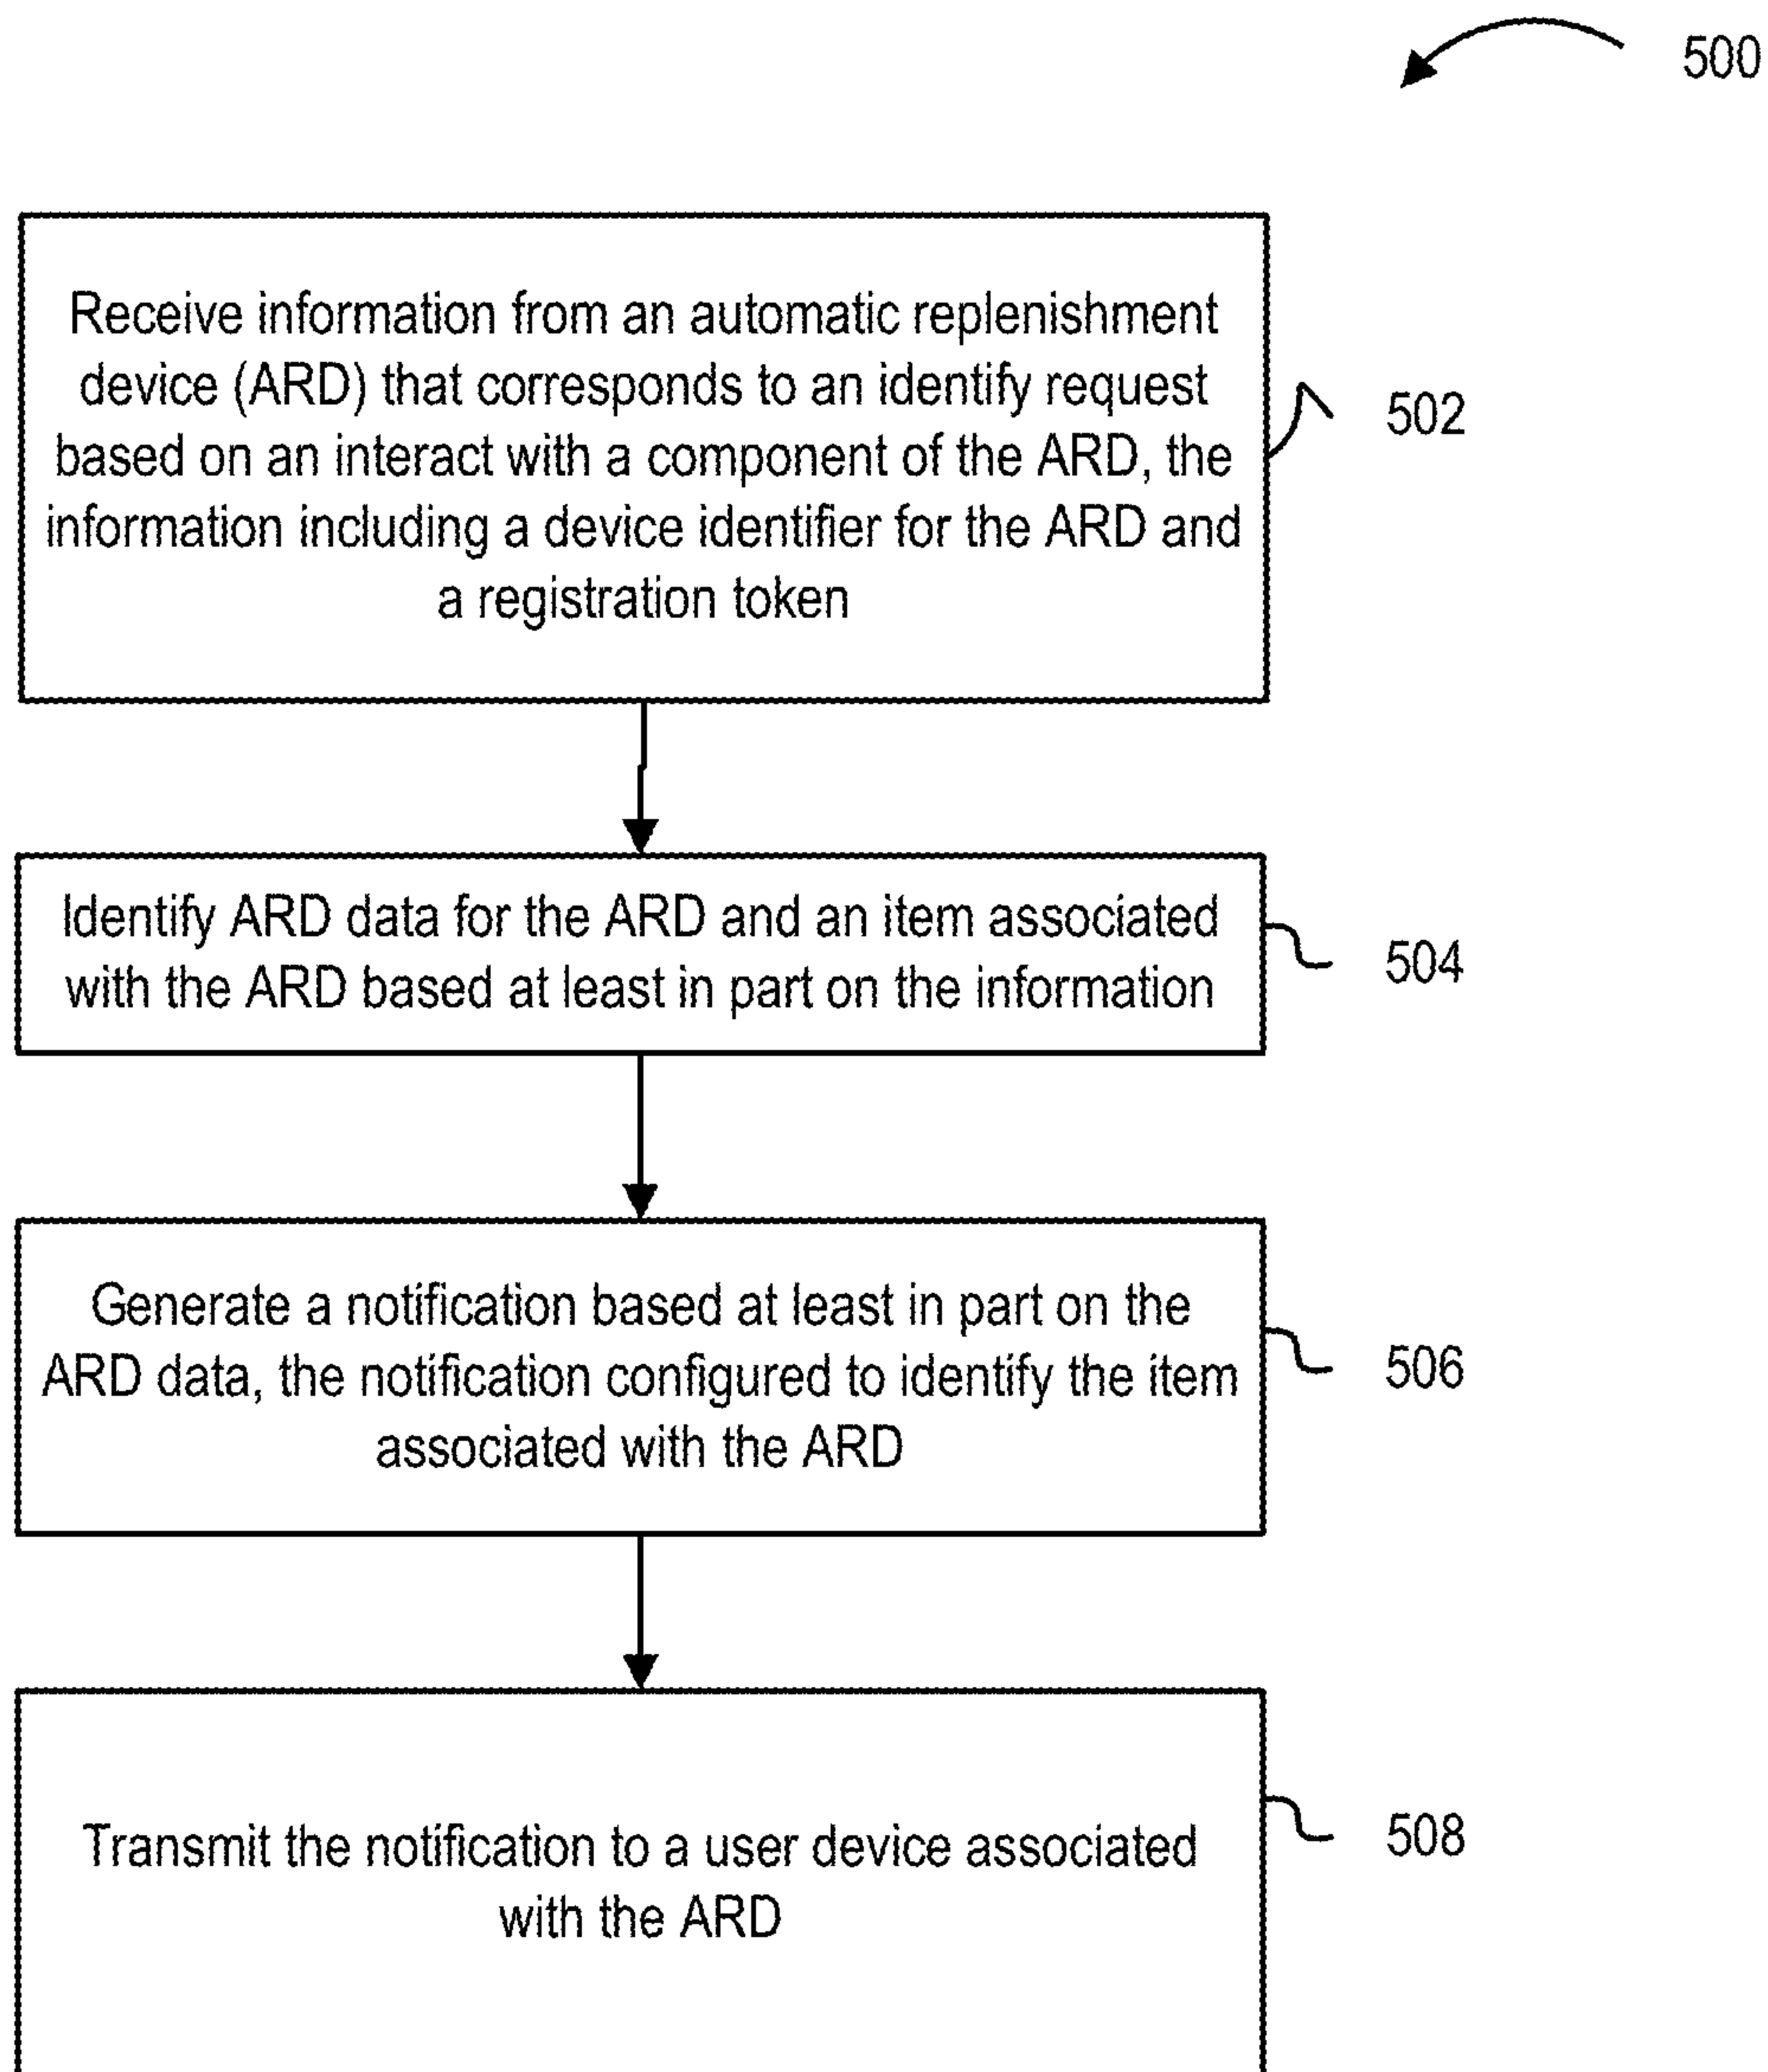 500
Receive information from an automatic replenishment
device (ARD) that corresponds to an identify request
based on an interact with a component of the ARD, the
information including a device identifier for the ARD and
a registration token
502
Identify ARD data for the ARD and an item associated
with the ARD based at least in part on the information
504
Generate a notification based at least in part on the
ARD data, the notification configured to identify the item
associated with the ARD
506
Transmit the notification to a user device associated
with the ARD
508